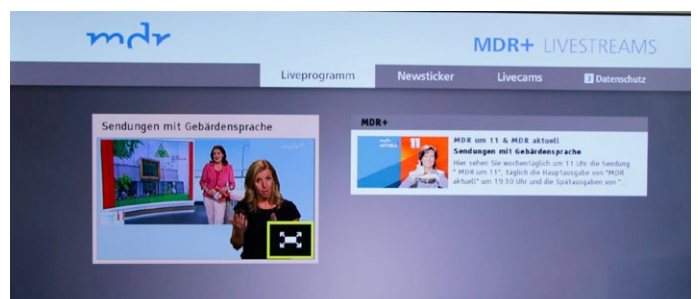 mdr
MDR+ LIVESTREAMS
Liveprogramm
Newsticker
Livecams
3 Datenschutz
Sendungen mit Gebärdensprache
MDR+
11
MDR um 11 & MDR aktuell
Sendungen mit Gebärdensprache
Hier sehen Sie wochentäglich um 11 Uhr die Sendung
"MDR um 11", täglich die Hauptausgabe von "MDR
aktuell" um 19:30 Uhr und die Spätausgaben von "...